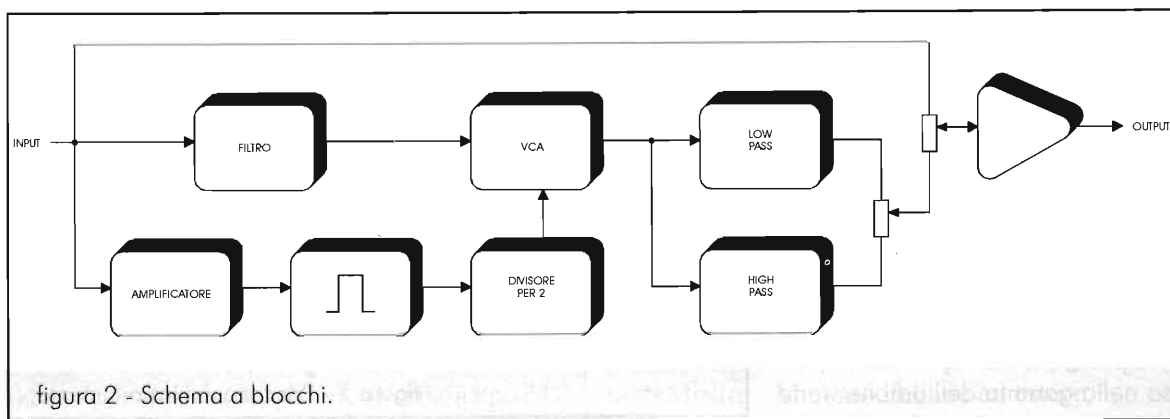 INPUT
FILTRO
VCA
LOW
PASS
OUTPUT
AMPLIFICATORE
DIVISORE
PER 2
HIGH
PASS
figura 2 - Schema a blocchi.